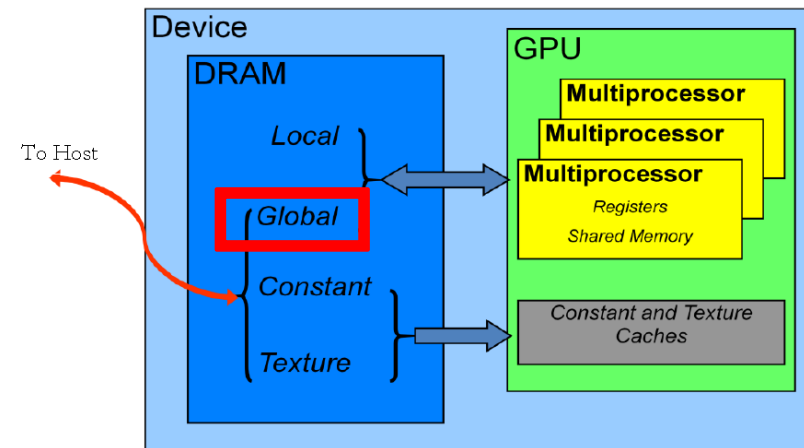 Device
DRAM
Local
Global
Constant
Texture
To Host
GPU
Multiprocessor
Multiprocessor
Multiprocessor
Registers
Shared Memory
Constant and Texture
Caches